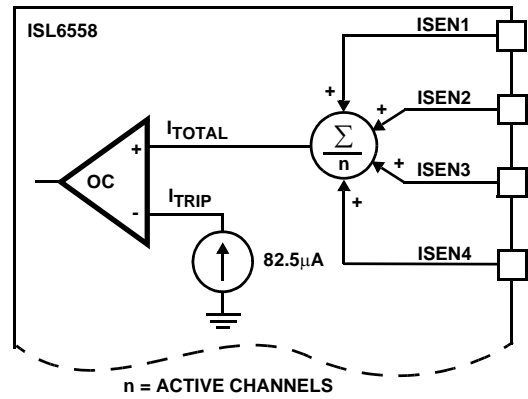 ISL6558
ISEN1
+
ISEN2
+
I_TOTAL
Σ
n
+
ISEN3
+
OC
I_TRIP
-
+
82.5μA
ISEN4
n = ACTIVE CHANNELS